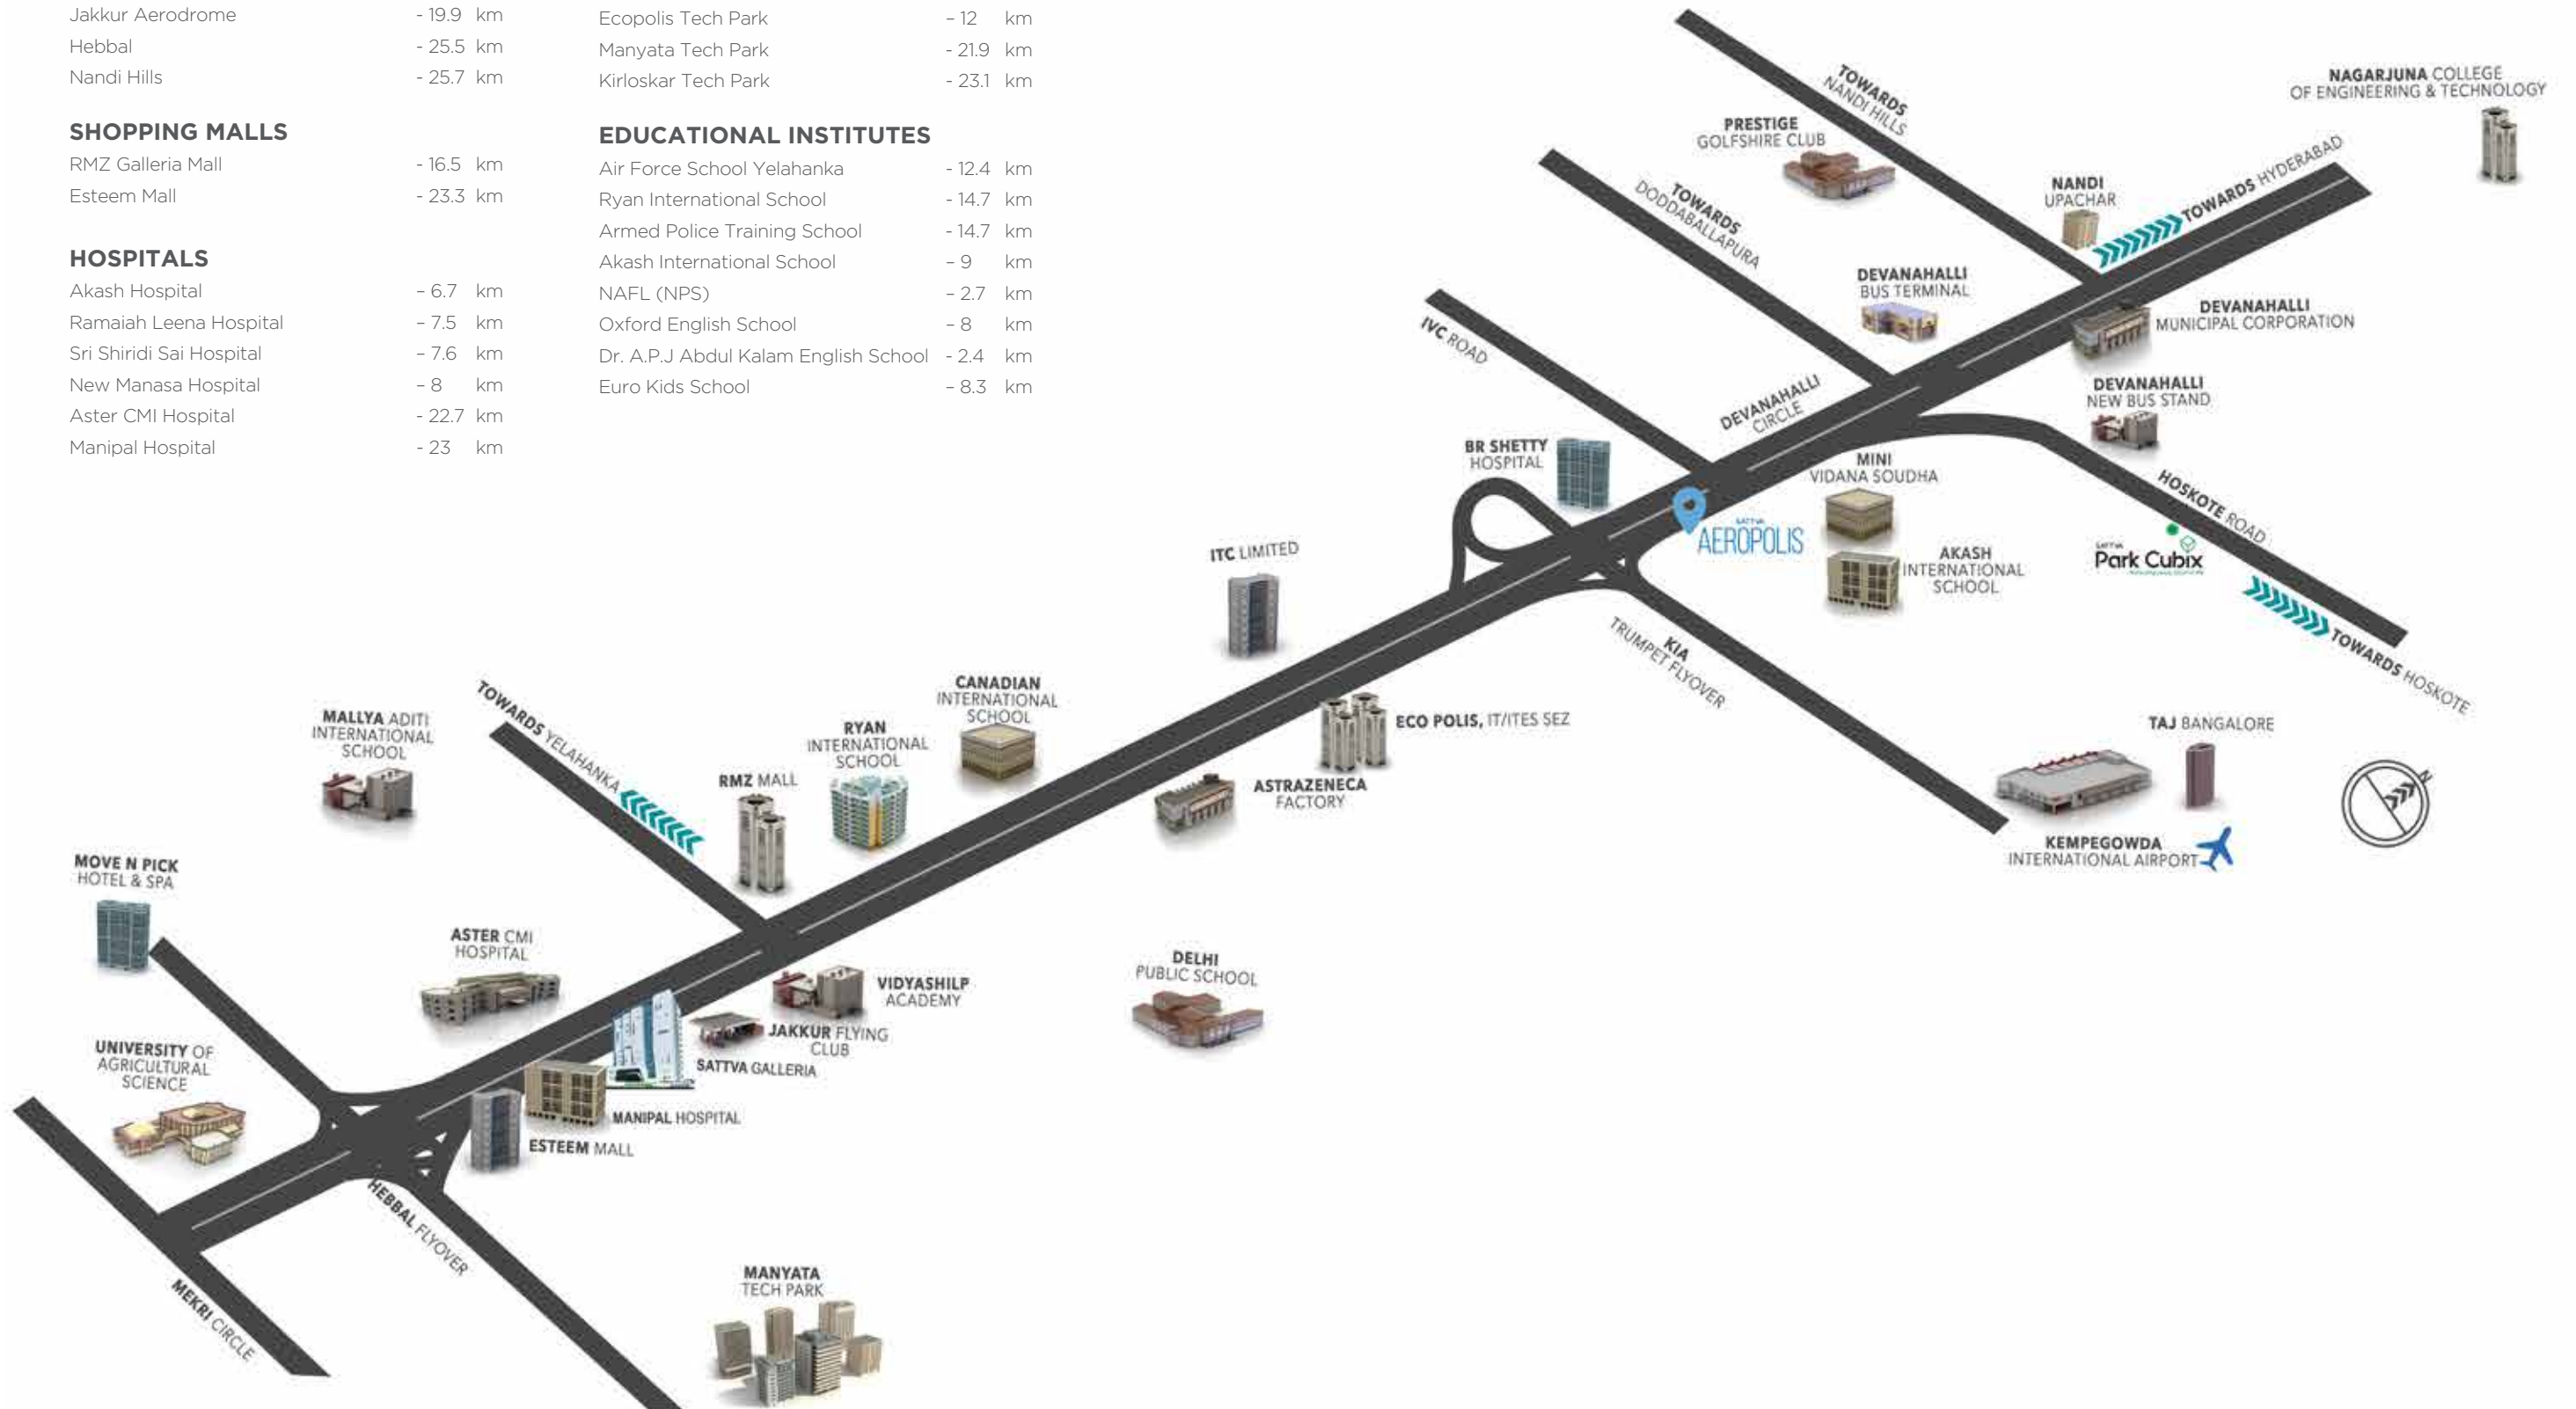 Jakkur Aerodrome - 19.9 km
Hebbal - 25.5 km
Nandi Hills - 25.7 km
SHOPPING MALLS
RMZ Galleria Mall - 16.5 km
Esteem Mall - 23.3 km
HOSPITALS
Akash Hospital – 6.7 km
Ramaiah Leena Hospital – 7.5 km
Sri Shiridi Sai Hospital – 7.6 km
New Manasa Hospital – 8 km
Aster CMI Hospital - 22.7 km
Manipal Hospital - 23 km
Ecopolis Tech Park – 12 km
Manyata Tech Park - 21.9 km
Kirloskar Tech Park - 23.1 km
EDUCATIONAL INSTITUTES
Air Force School Yelahanka - 12.4 km
Ryan International School - 14.7 km
Armed Police Training School - 14.7 km
Akash International School – 9 km
NAFL (NPS) – 2.7 km
Oxford English School – 8 km
Dr. A.P.J Abdul Kalam English School - 2.4 km
Euro Kids School – 8.3 km
TOWARDS
NANDI HILLS
NAGARJUNA COLLEGE
OF ENGINEERING & TECHNOLOGY
PRESTIGE
GOLFSHIRE CLUB
TOWARDS HYDERABAD
NANDI
UPACHAR
TOWARDS
DODDABALLAPURA
DEVANAHALLI
BUS TERMINAL
DEVANAHALLI
MUNICIPAL CORPORATION
IVC ROAD
DEVANAHALLI
CIRCLE
DEVANAHALLI
NEW BUS STAND
BR SHETTY
HOSPITAL
MINI
VIDANA SOUDHA
HOSKOTE ROAD
SATTVA
AEROPOLIS
ITC LIMITED
AKASH
INTERNATIONAL
SCHOOL
SATTVA
Park Cubix
KIA
TRUMPET FLYOVER
TOWARDS HOSKOTE
TOWARDS YELAHANKA
CANADIAN
INTERNATIONAL
SCHOOL
MALLYA ADITI
INTERNATIONAL
SCHOOL
RYAN
INTERNATIONAL
SCHOOL
ECO POLIS, IT/ITES SEZ
TAJ BANGALORE
RMZ MALL
ASTRAZENECA
FACTORY
N
KEMPEGOWDA
INTERNATIONAL AIRPORT
MOVE N PICK
HOTEL & SPA
ASTER CMI
HOSPITAL
DELHI
PUBLIC SCHOOL
VIDYASHILP
ACADEMY
JAKKUR FLYING
CLUB
UNIVERSITY OF
AGRICULTURAL
SCIENCE
SATTVA GALLERIA
MANIPAL HOSPITAL
ESTEEM MALL
HEBBAL FLYOVER
MEKRI CIRCLE
MANYATA
TECH PARK